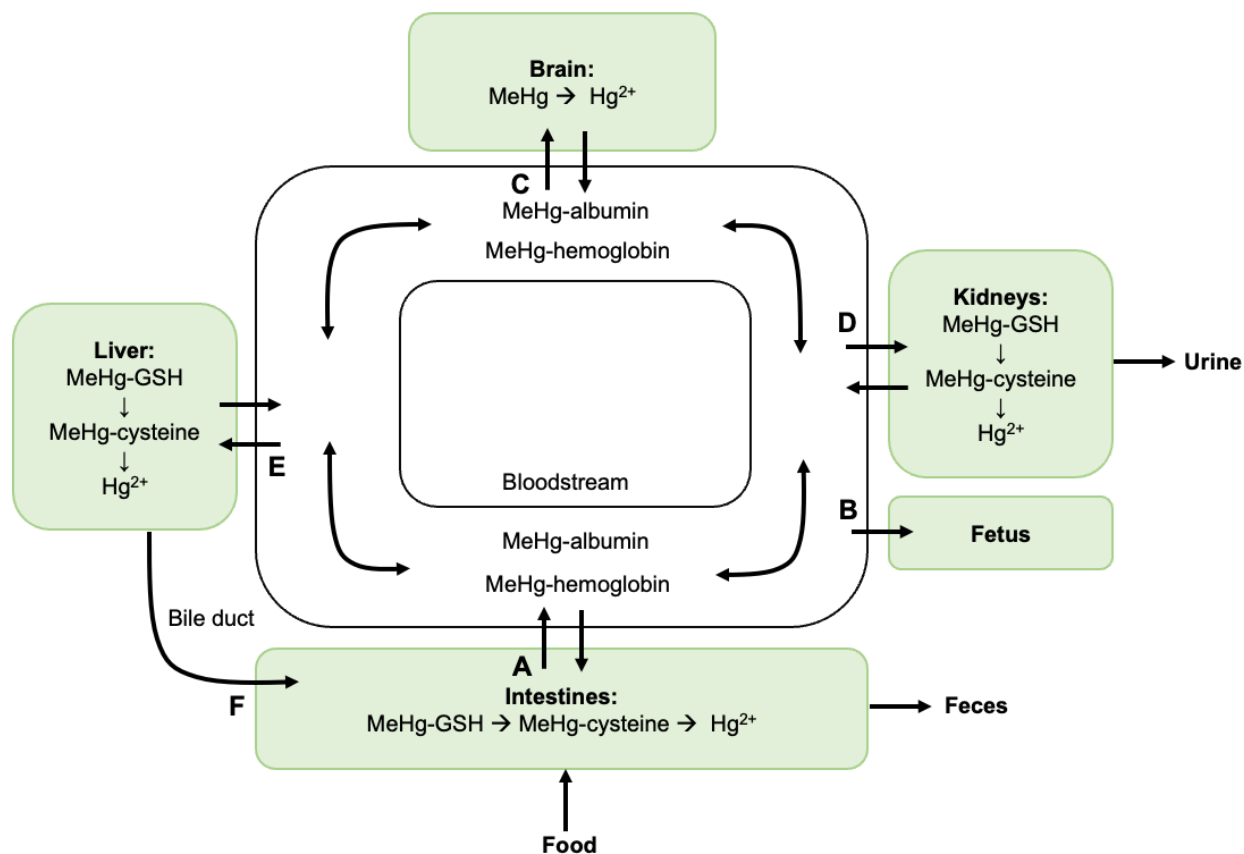 Brain:
MeHg → Hg²⁺
C
MeHg-albumin
MeHg-hemoglobin
Kidneys:
MeHg-GSH
↓
MeHg-cysteine
↓
Hg²⁺
D
Urine
Liver:
MeHg-GSH
↓
MeHg-cysteine
↓
Hg²⁺
E
Bloodstream
B
Fetus
MeHg-albumin
MeHg-hemoglobin
Bile duct
A
F
Intestines:
MeHg-GSH → MeHg-cysteine → Hg²⁺
Feces
Food